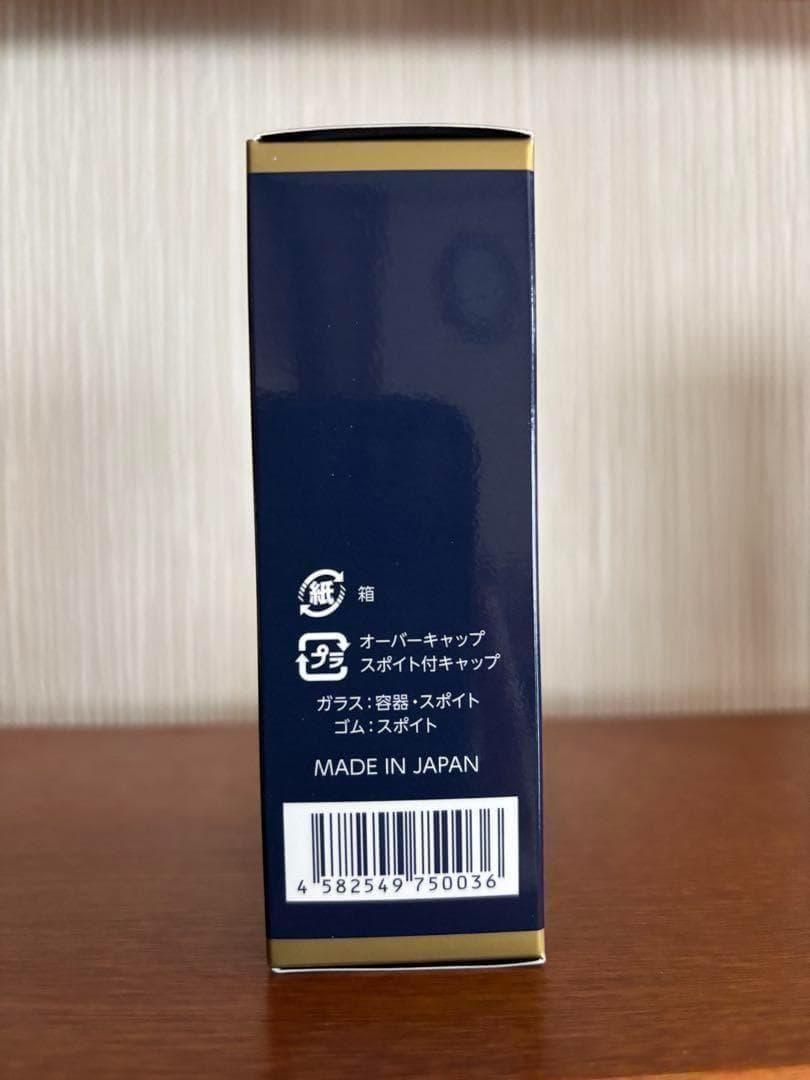 紙 箱
プラ オーバーキャップ
スポイト付キャップ
ガラス:容器・スポイト
ゴム:スポイト
MADE IN JAPAN
4 582549 750036